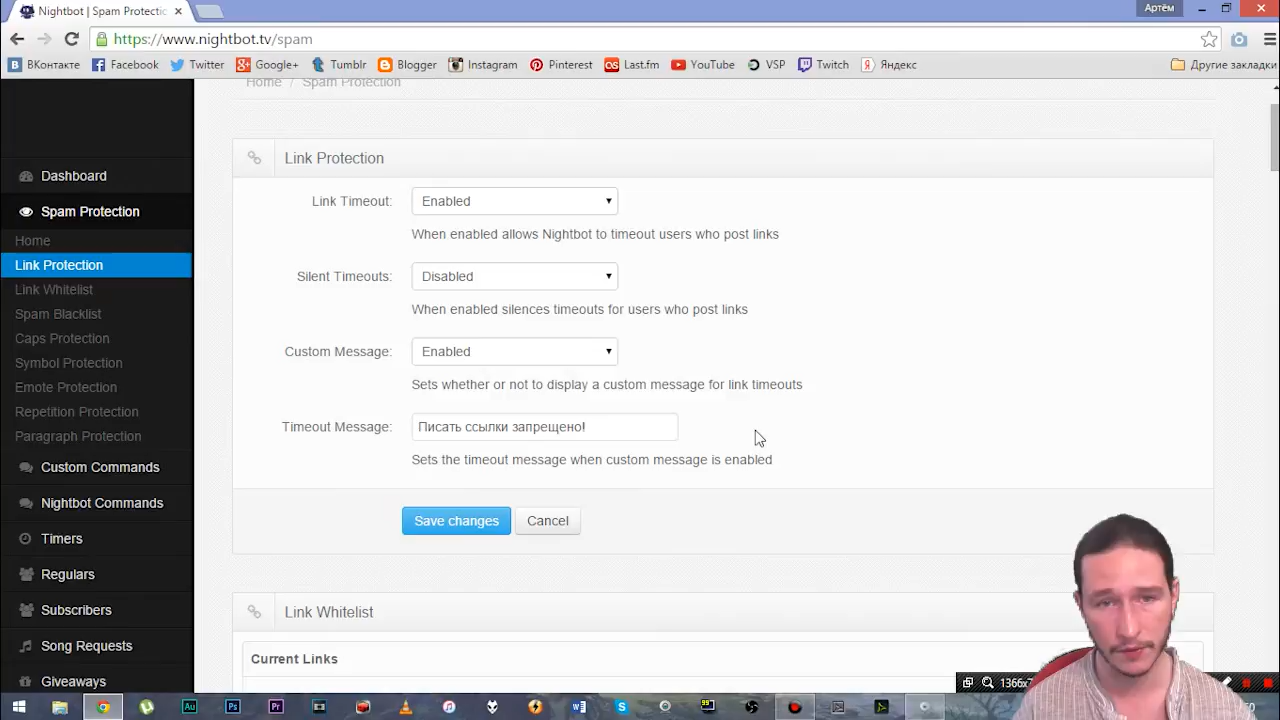 Nightbot | Spam Protectic
Артём
https://www.nightbot.tv/spam
ВКонтакте Facebook Twitter Google+ Tumblr Blogger Instagram Pinterest Last.fm YouTube VSP Twitch Яндекс Другие закладки
Home / Spam Protection
Link Protection
Dashboard
Spam Protection
Home
Link Protection
Link Whitelist
Spam Blacklist
Caps Protection
Symbol Protection
Emote Protection
Repetition Protection
Paragraph Protection
Custom Commands
Nightbot Commands
Timers
Regulars
Subscribers
Song Requests
Giveaways
Link Timeout: Enabled
When enabled allows Nightbot to timeout users who post links
Silent Timeouts: Disabled
When enabled silences timeouts for users who post links
Custom Message: Enabled
Sets whether or not to display a custom message for link timeouts
Timeout Message: Писать ссылки запрещено!
Sets the timeout message when custom message is enabled
Save changes Cancel
Link Whitelist
Current Links
1366x7
Au Ps Pr
99